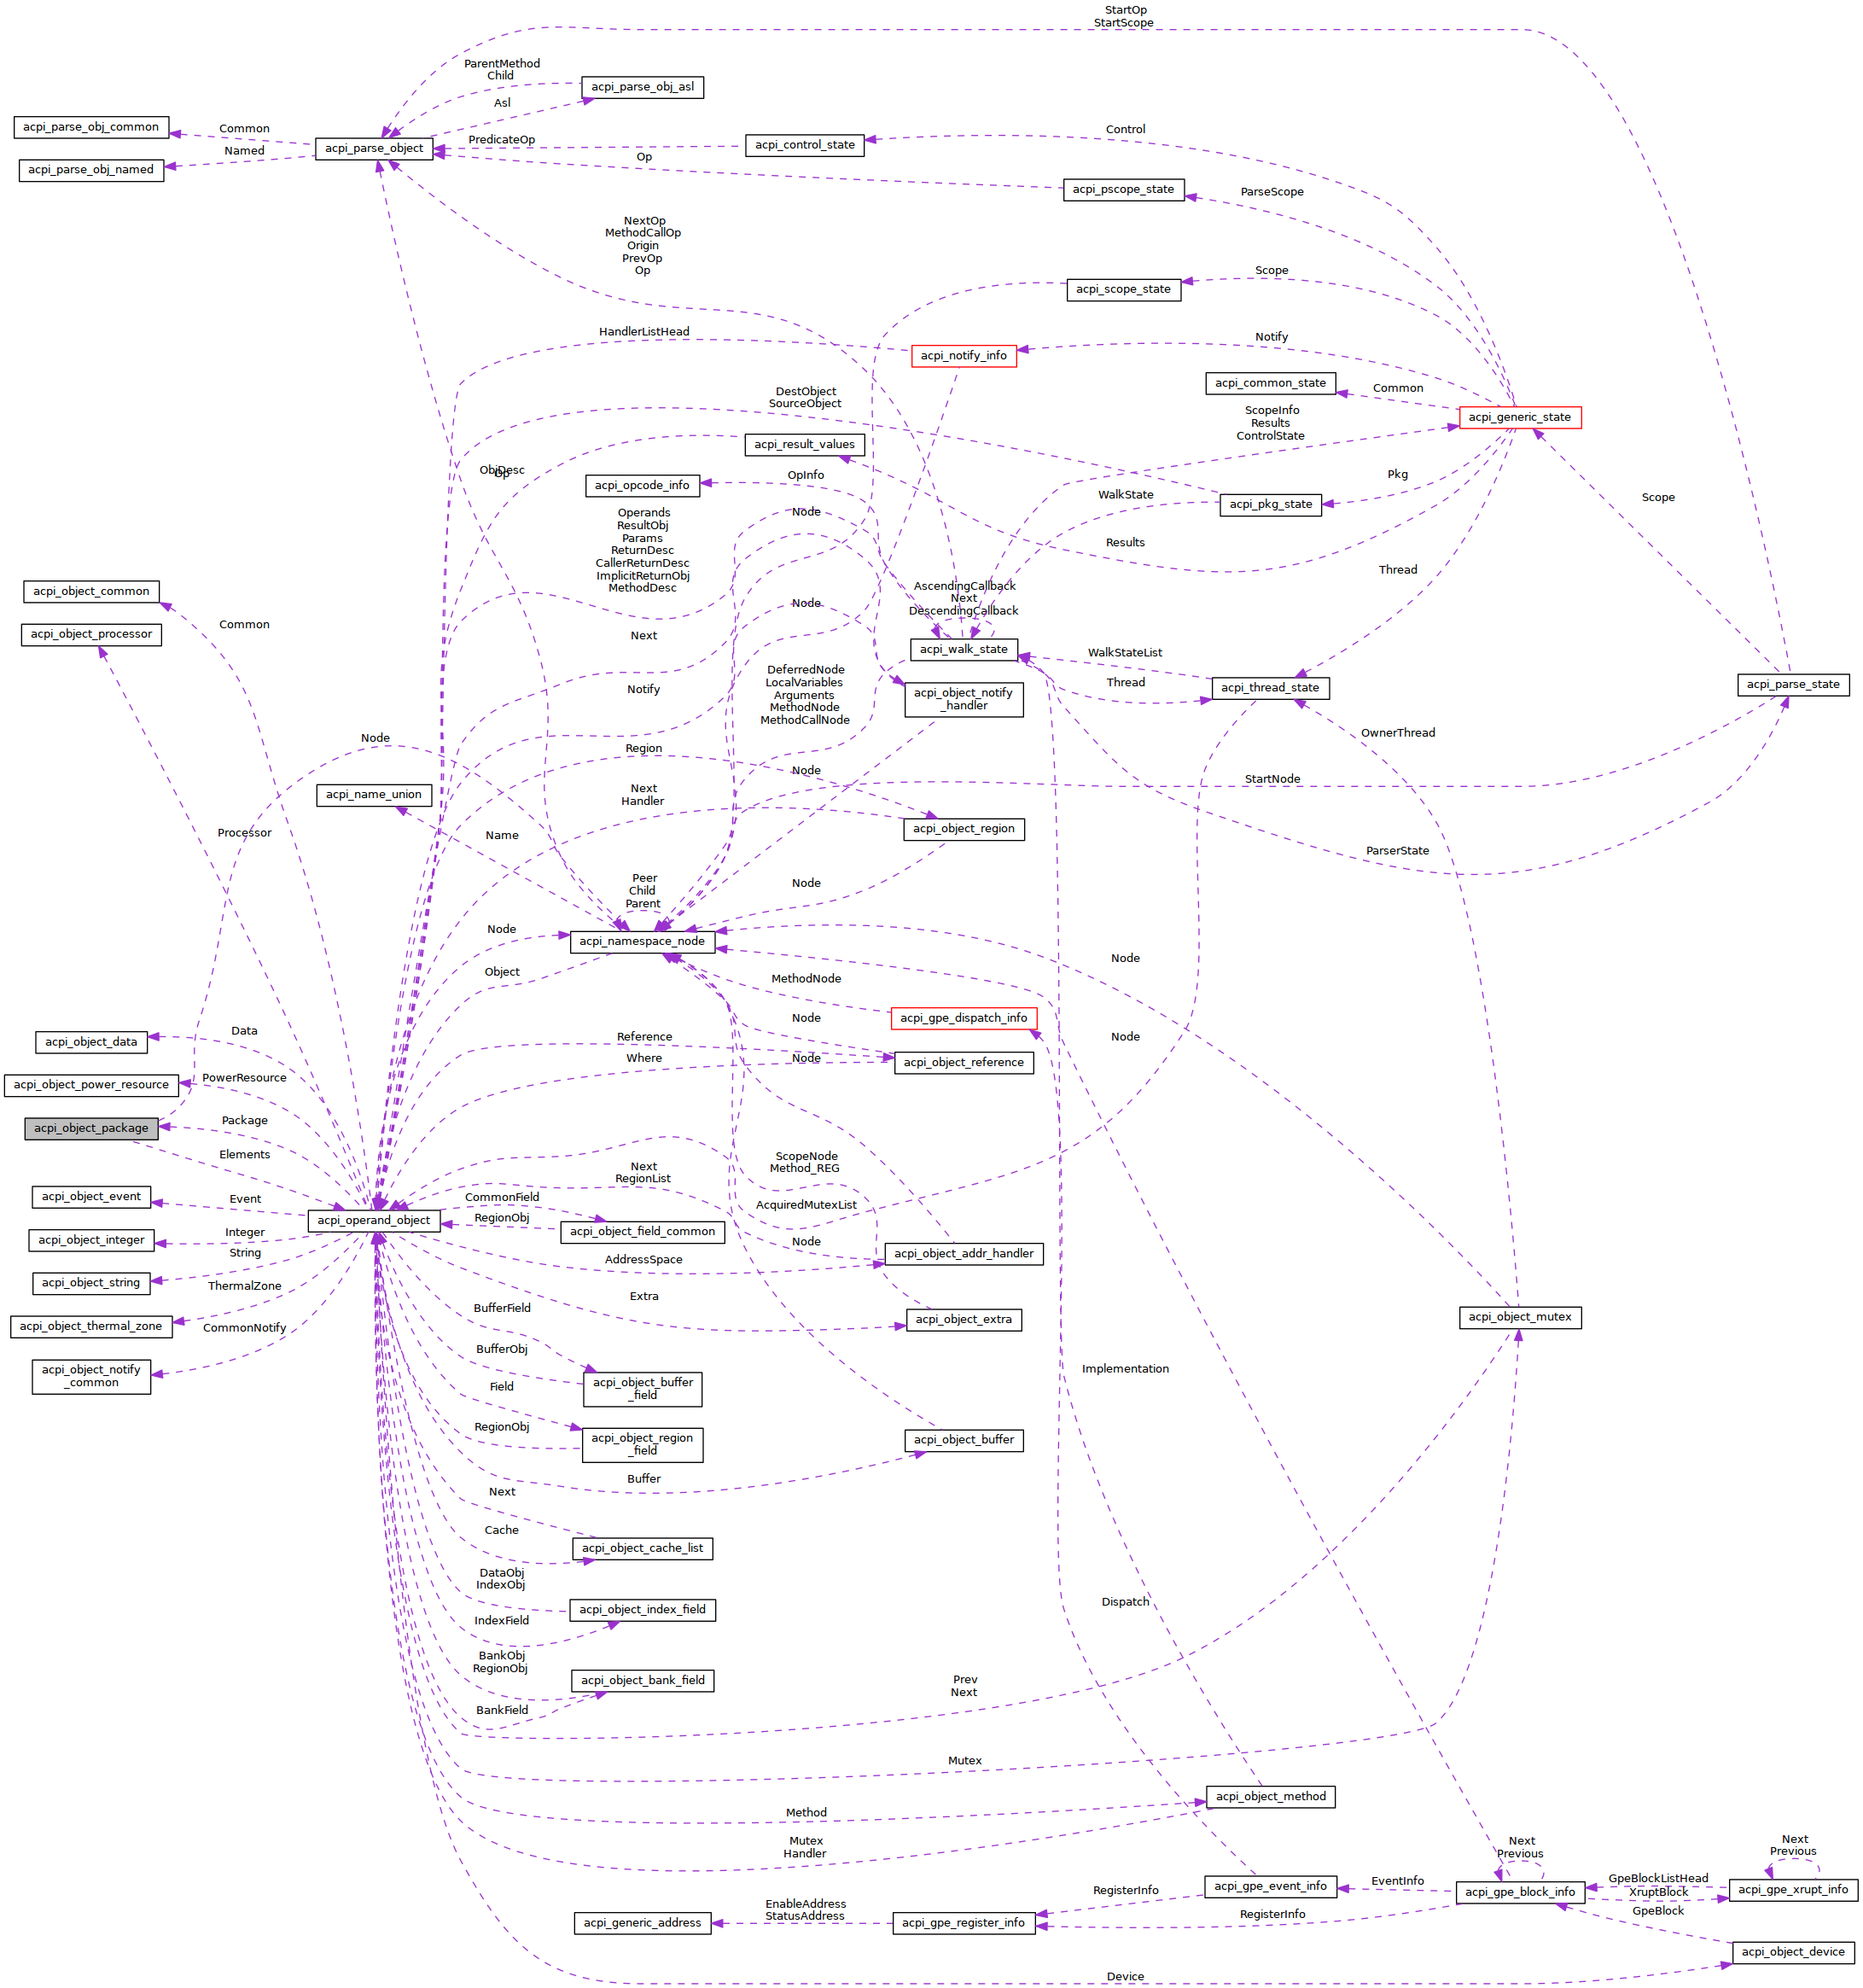 StartOp
StartScope
ParentMethod
Child
acpi_parse_obj_asl
Asl
acpi_parse_obj_common
Common
acpi_parse_object
PredicateOp
acpi_control_state
Control
Named
acpi_parse_obj_named
Op
acpi_pscope_state
ParseScope
NextOp
MethodCallOp
Origin
PrevOp
Op
Scope
acpi_scope_state
HandlerListHead
Notify
acpi_notify_info
acpi_common_state
Common
DestObject
SourceObject
ScopeInfo
Results
ControlState
acpi_generic_state
acpi_result_values
ObjDesc
Op
OpInfo
acpi_opcode_info
Pkg
WalkState
acpi_pkg_state
Scope
Operands
ResultObj
Params
ReturnDesc
CallerReturnDesc
ImplicitReturnObj
MethodDesc
Node
Results
Thread
acpi_object_common
AscendingCallback
Next
DescendingCallback
Node
Common
acpi_object_processor
Next
acpi_walk_state
WalkStateList
DeferredNode
LocalVariables
Arguments
MethodNode
MethodCallNode
Thread
acpi_thread_state
acpi_parse_state
Notify
acpi_object_notify
_handler
Node
Region
OwnerThread
Node
StartNode
acpi_name_union
Next
Handler
acpi_object_region
Processor
Name
ParserState
Peer
Child
Parent
Node
Node
acpi_namespace_node
Node
Object
MethodNode
acpi_gpe_dispatch_info
Node
Data
acpi_object_data
Reference
Where
Node
Node
acpi_object_reference
acpi_object_power_resource
PowerResource
Package
acpi_object_package
Elements
ScopeNode
Method_REG
Next
RegionList
acpi_object_event
Event
CommonField
AcquiredMutexList
acpi_operand_object
RegionObj
acpi_object_field_common
Integer
acpi_object_integer
Node
String
AddressSpace
acpi_object_addr_handler
acpi_object_string
ThermalZone
Extra
BufferField
acpi_object_extra
acpi_object_mutex
acpi_object_thermal_zone
CommonNotify
BufferObj
acpi_object_notify
_common
Implementation
acpi_object_buffer
_field
Field
RegionObj
acpi_object_region
_field
acpi_object_buffer
Buffer
Next
Cache
acpi_object_cache_list
DataObj
IndexObj
Dispatch
acpi_object_index_field
IndexField
BankObj
RegionObj
acpi_object_bank_field
Prev
Next
BankField
Mutex
acpi_object_method
Method
Mutex
Handler
Next
Previous
Next
Previous
GpeBlockListHead
EventInfo
acpi_gpe_event_info
acpi_gpe_block_info
XruptBlock
acpi_gpe_xrupt_info
RegisterInfo
EnableAddress
StatusAddress
GpeBlock
RegisterInfo
acpi_generic_address
acpi_gpe_register_info
acpi_object_device
Device